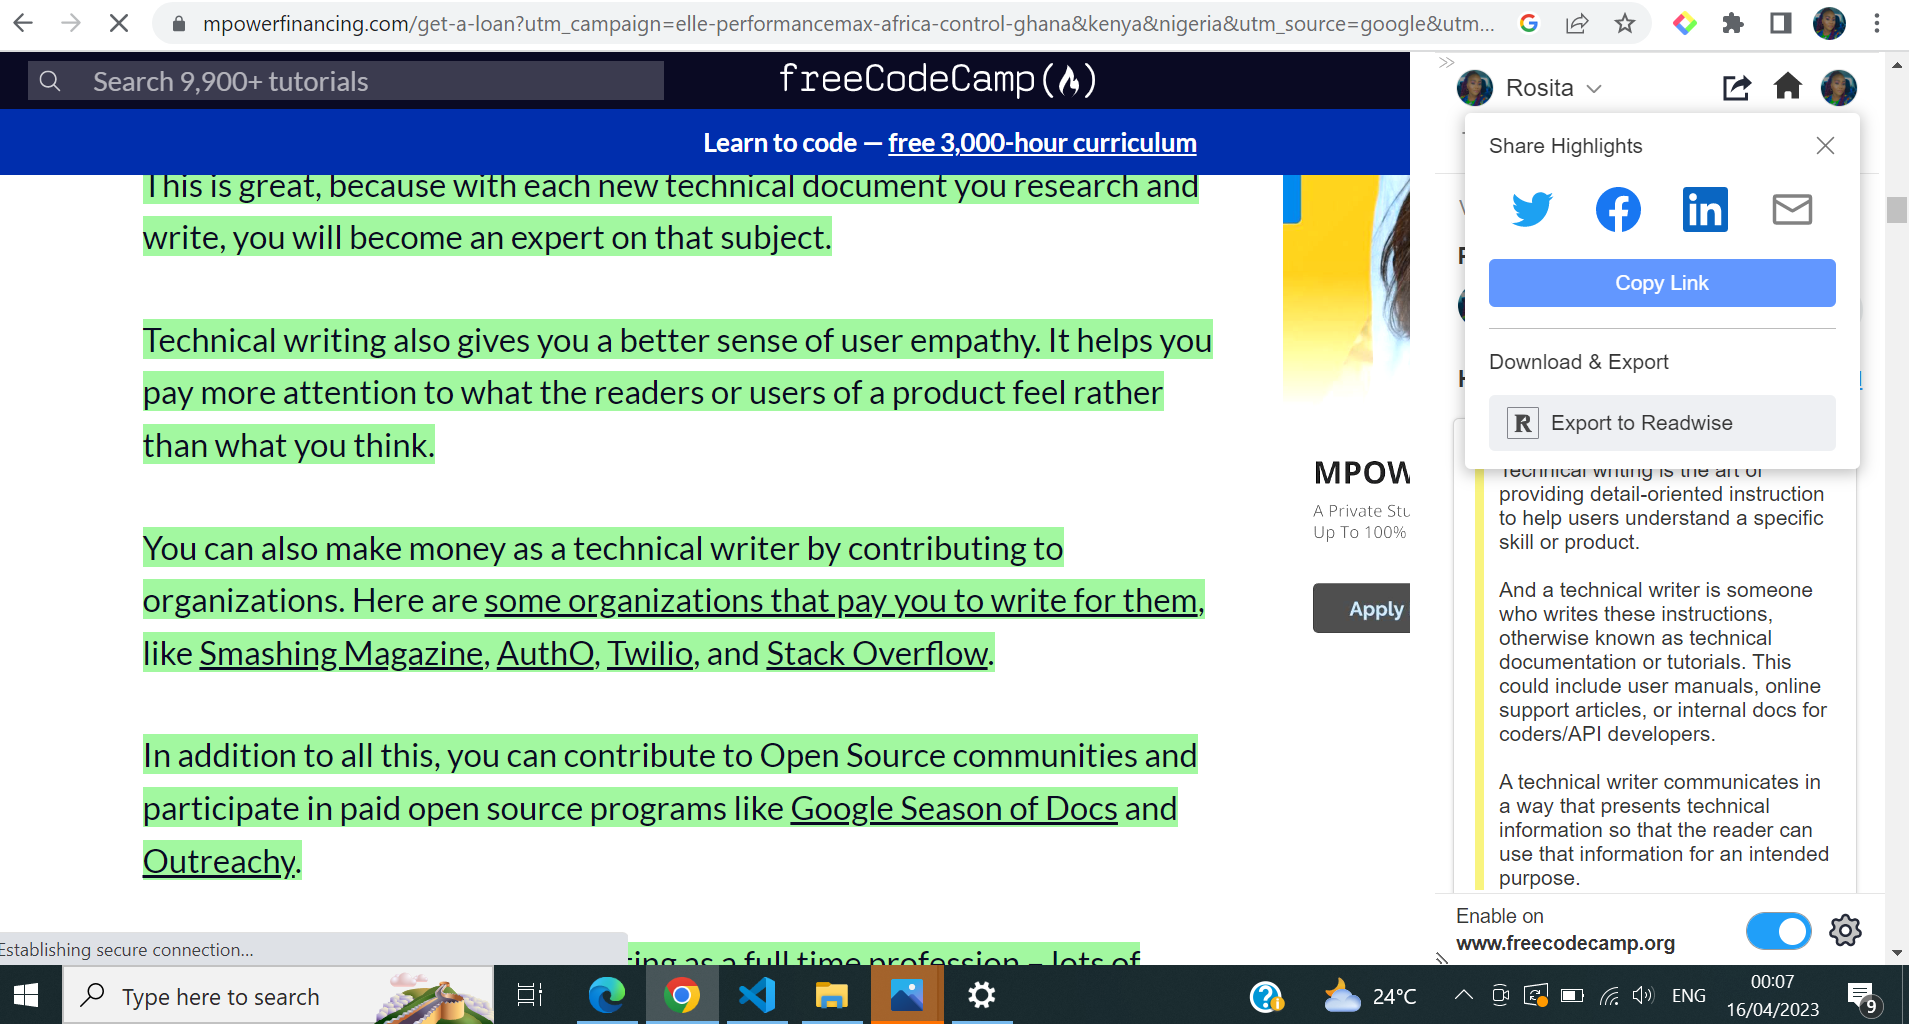 mpowerfinancing.com/get-a-loan?utm_campaign=elle-performancemax-africa-control-ghana&kenya&nigeria&utm_source=google&utm...
Search 9,900+ tutorials
freeCodeCamp(🔥)
Learn to code — free 3,000-hour curriculum
This is great, because with each new technical document you research and
write, you will become an expert on that subject.
Technical writing also gives you a better sense of user empathy. It helps you
pay more attention to what the readers or users of a product feel rather
than what you think.
You can also make money as a technical writer by contributing to
organizations. Here are some organizations that pay you to write for them,
like Smashing Magazine, AuthO, Twilio, and Stack Overflow.
In addition to all this, you can contribute to Open Source communities and
participate in paid open source programs like Google Season of Docs and
Outreachy.
ting as a full time profession – lots of
Establishing secure connection...
MPOW
A Private Stu
Up To 100%
Apply
Rosita
Share Highlights
Copy Link
Download & Export
Export to Readwise
Technical writing is the art of
providing detail-oriented instruction
to help users understand a specific
skill or product.
And a technical writer is someone
who writes these instructions,
otherwise known as technical
documentation or tutorials. This
could include user manuals, online
support articles, or internal docs for
coders/API developers.
A technical writer communicates in
a way that presents technical
information so that the reader can
use that information for an intended
purpose.
Enable on
www.freecodecamp.org
Type here to search
24°C
ENG
00:07
16/04/2023
9